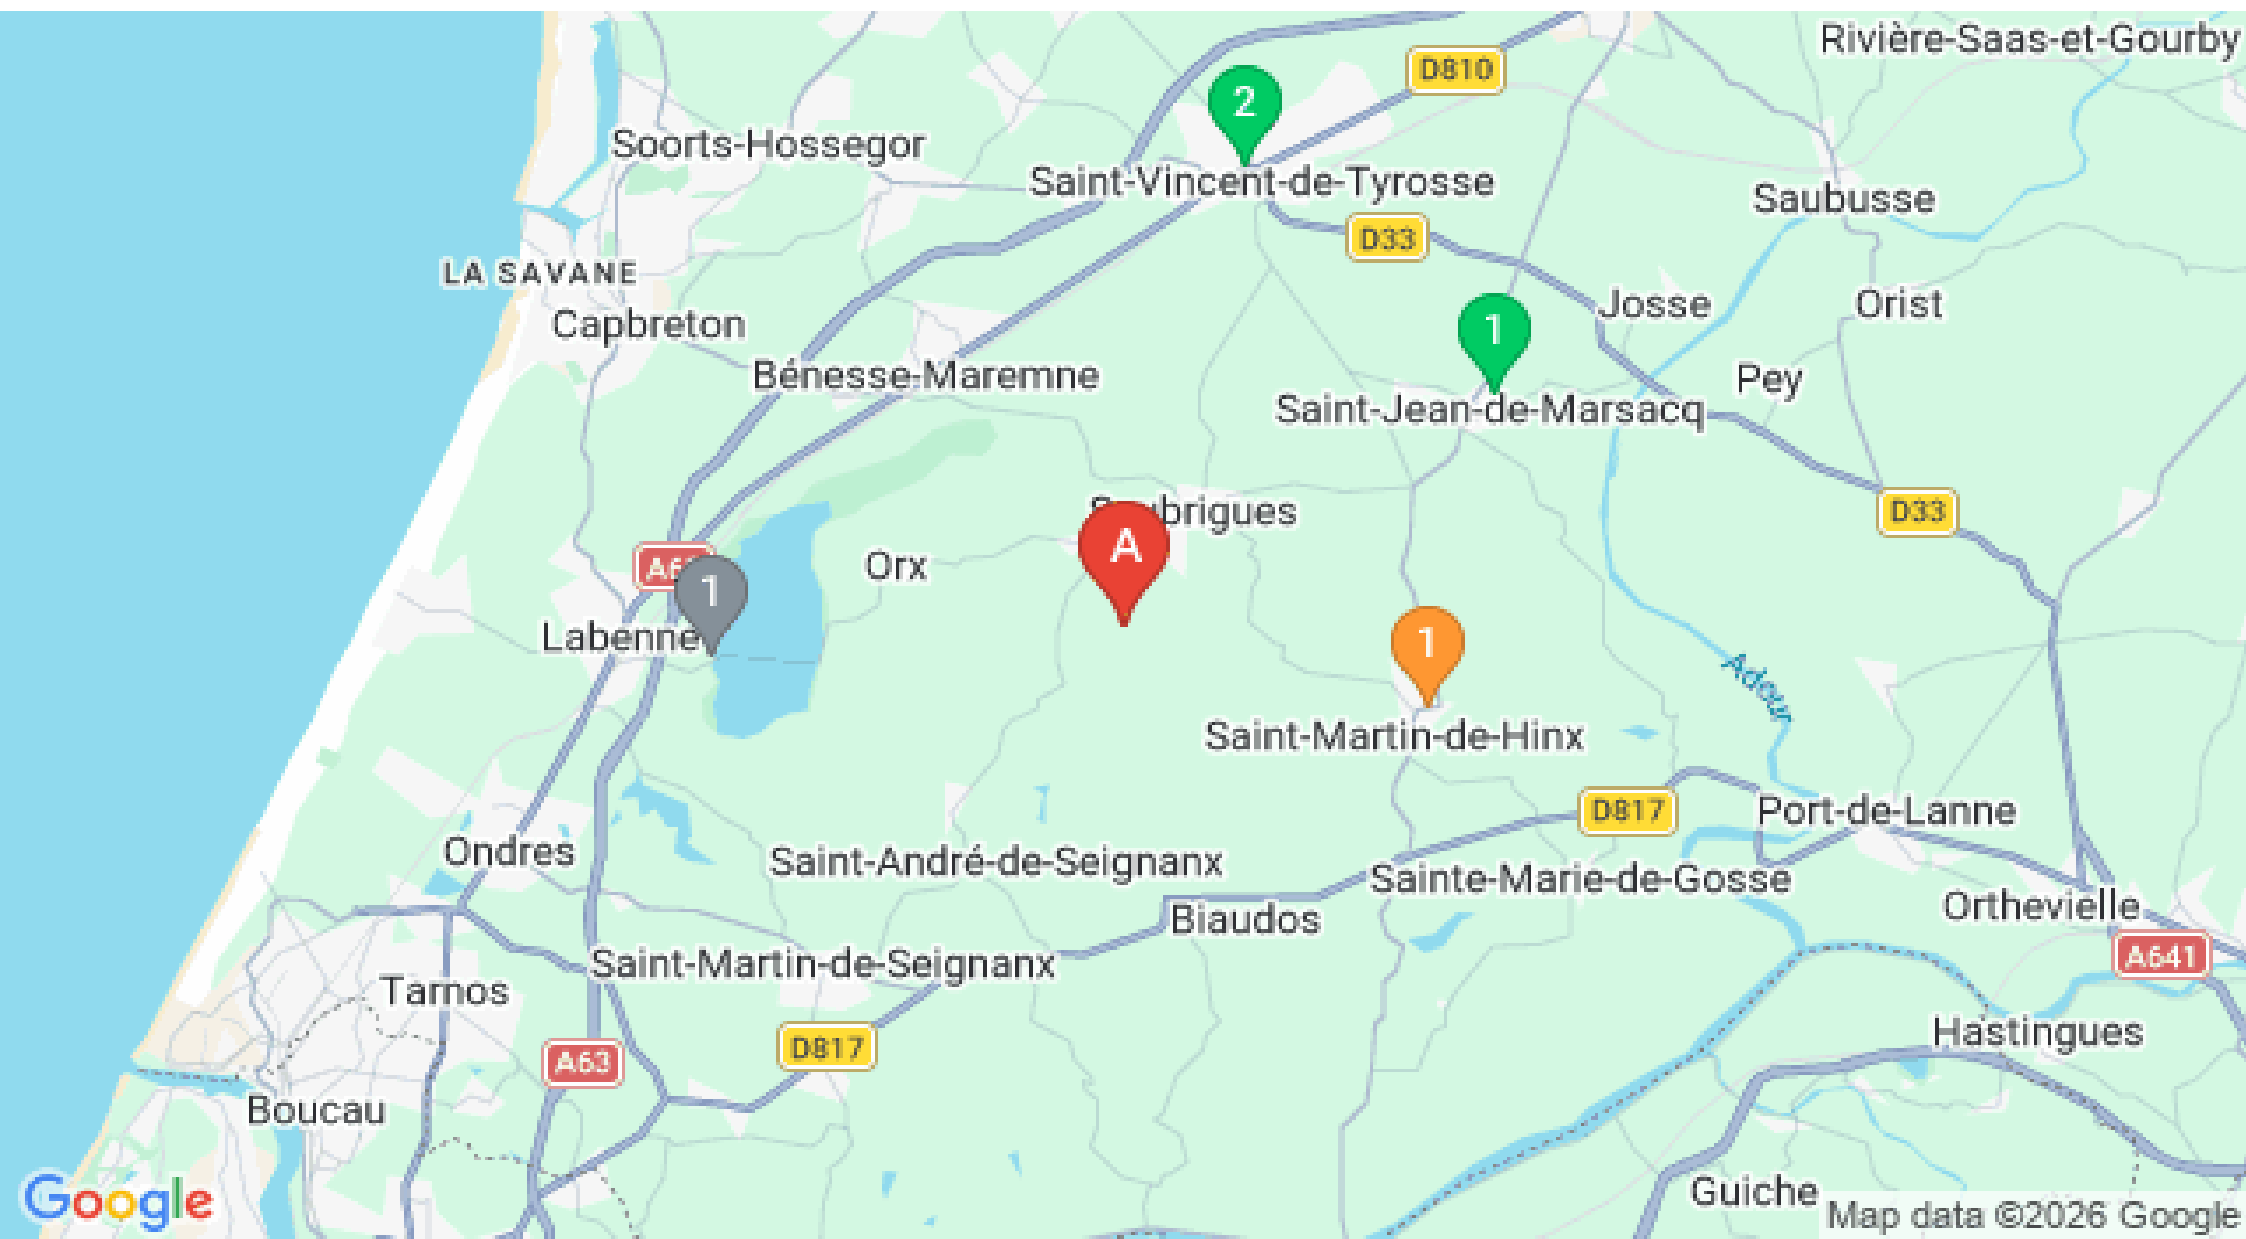 Rivière-Saas-et-Gourby
D810
2
Soorts-Hossegor
Saint-Vincent-de-Tyrosse
Saubusse
D33
LA SAVANE
Josse
Orist
Capbreton
1
Bénesse-Maremne
Pey
Saint-Jean-de-Marsacq
D33
A
Orx
1
Labenne
1
Adour
Saint-Martin-de-Hinx
D817
Port-de-Lanne
Ondres
Saint-André-de-Seignanx
Sainte-Marie-de-Gosse
Orthevielle
Biaudos
A641
Saint-Martin-de-Seignanx
Tarnos
Hastingues
D817
A63
Boucau
Guiche
Google
Map data ©2026 Google